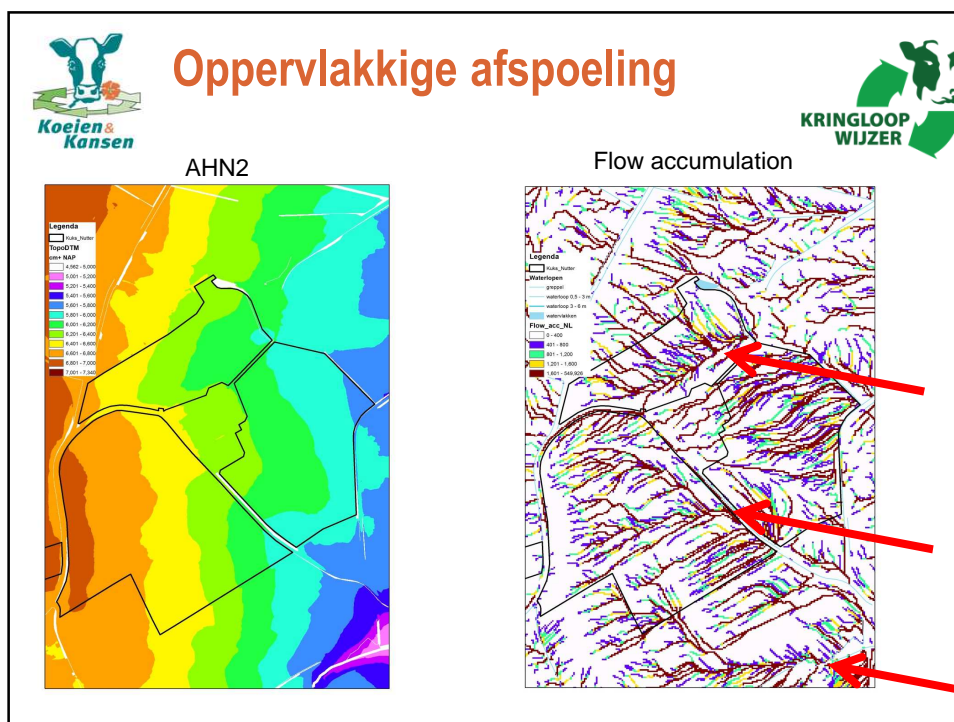 Oppervlakkige afspoeling
Koeien &
Kansen
KRINGLOOP
WIJZER
AHN2
Flow accumulation
Legenda
Kuks_Nutter
TopoDTM
cm+ NAP
4,562 - 5,000
5,001 - 5,200
5,201 - 5,400
5,401 - 5,600
5,601 - 5,800
5,801 - 6,000
6,001 - 6,200
6,201 - 6,400
6,401 - 6,600
6,601 - 6,800
6,801 - 7,000
7,001 - 7,340
Legenda
Kuks_Nutter
Waterlopen
greppel
waterloop 0,5 - 3 m
waterloop 3 - 6 m
watervlakken
Flow_acc_NL
0 - 400
401 - 800
801 - 1,200
1,201 - 1,600
1,601 - 549,926